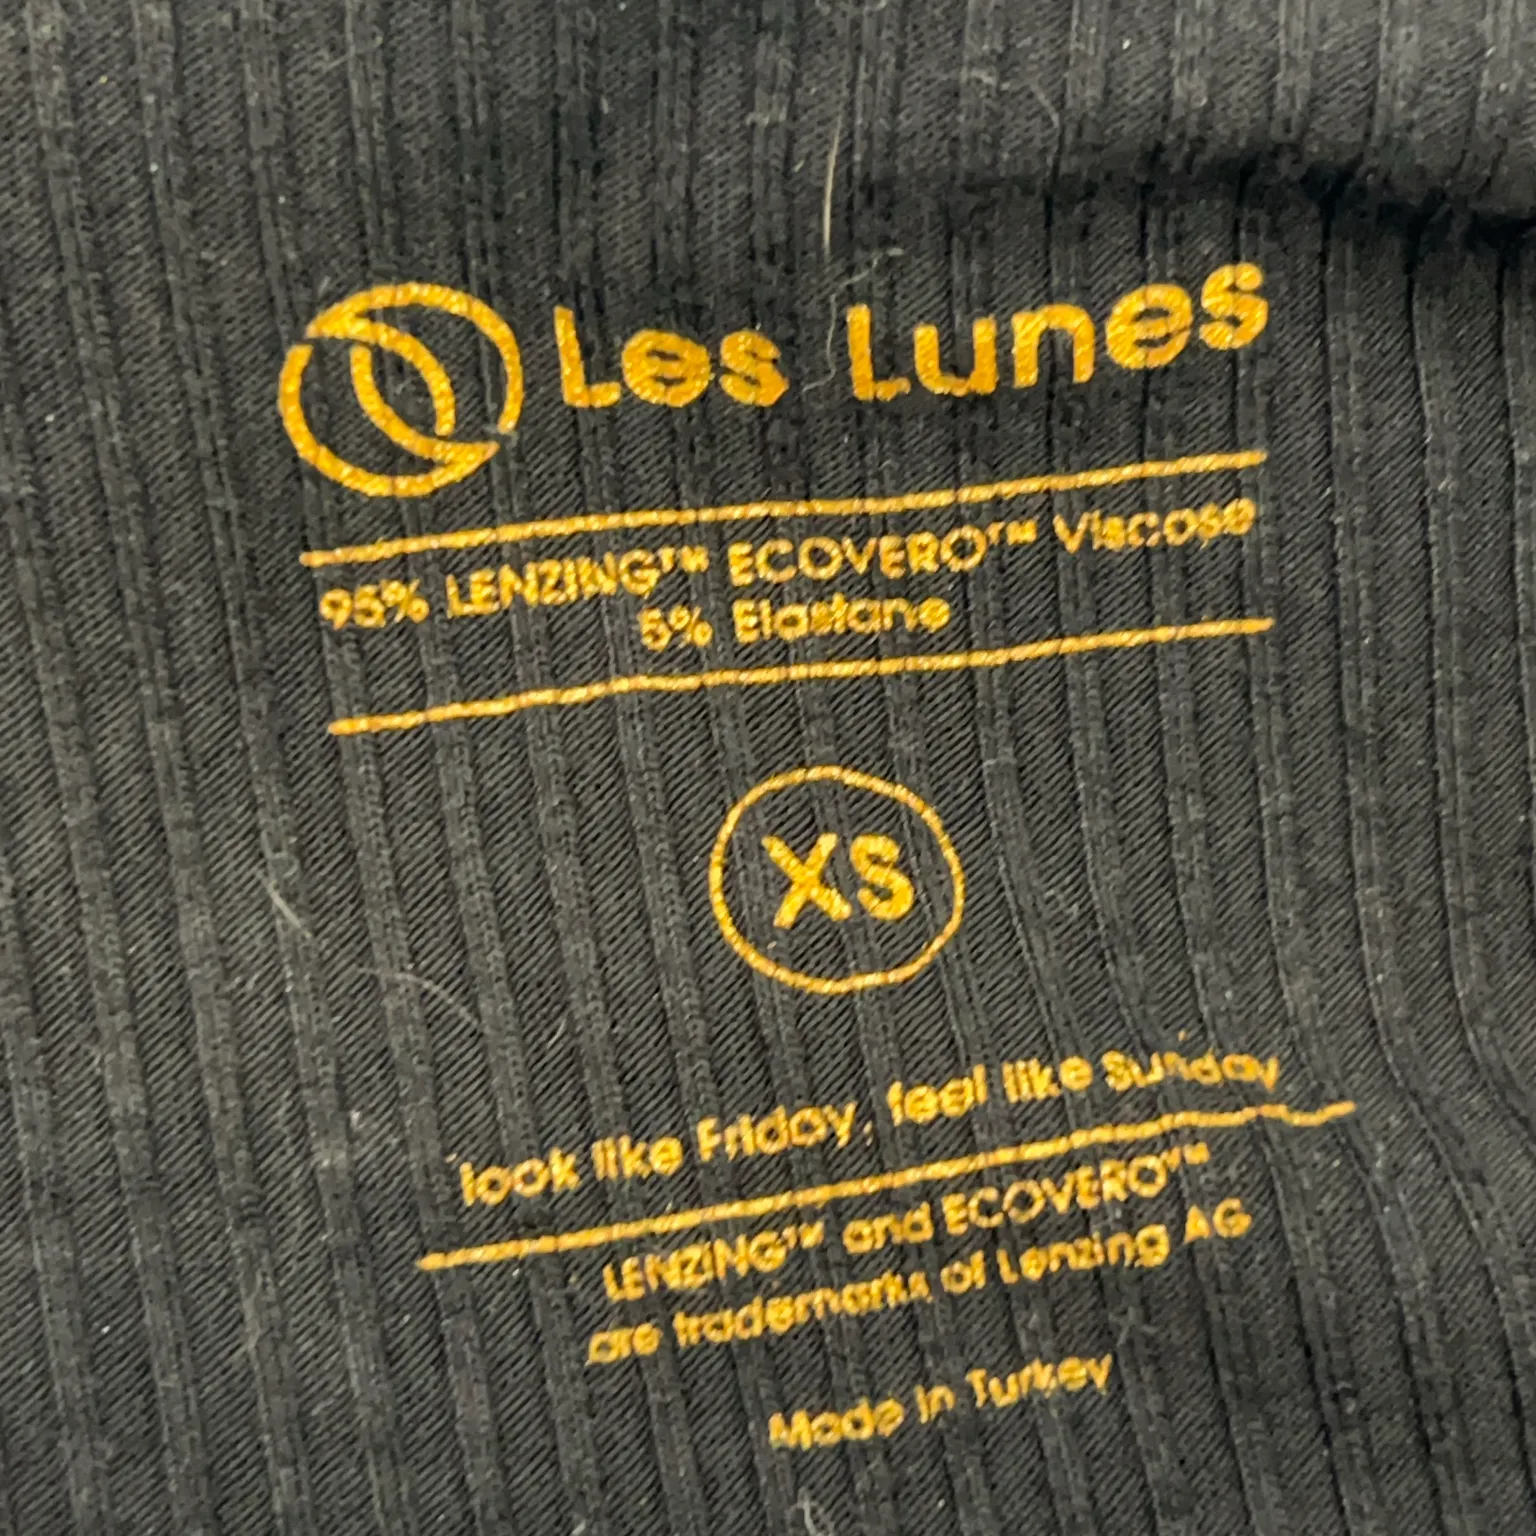 Les Lunes
95% LENZING™ ECOVERO™ Viscose
5% Elastane
XS
look like Friday, feel like Sunday
LENZING™ and ECOVERO™
are trademarks of Lenzing AG
Made in Turkey